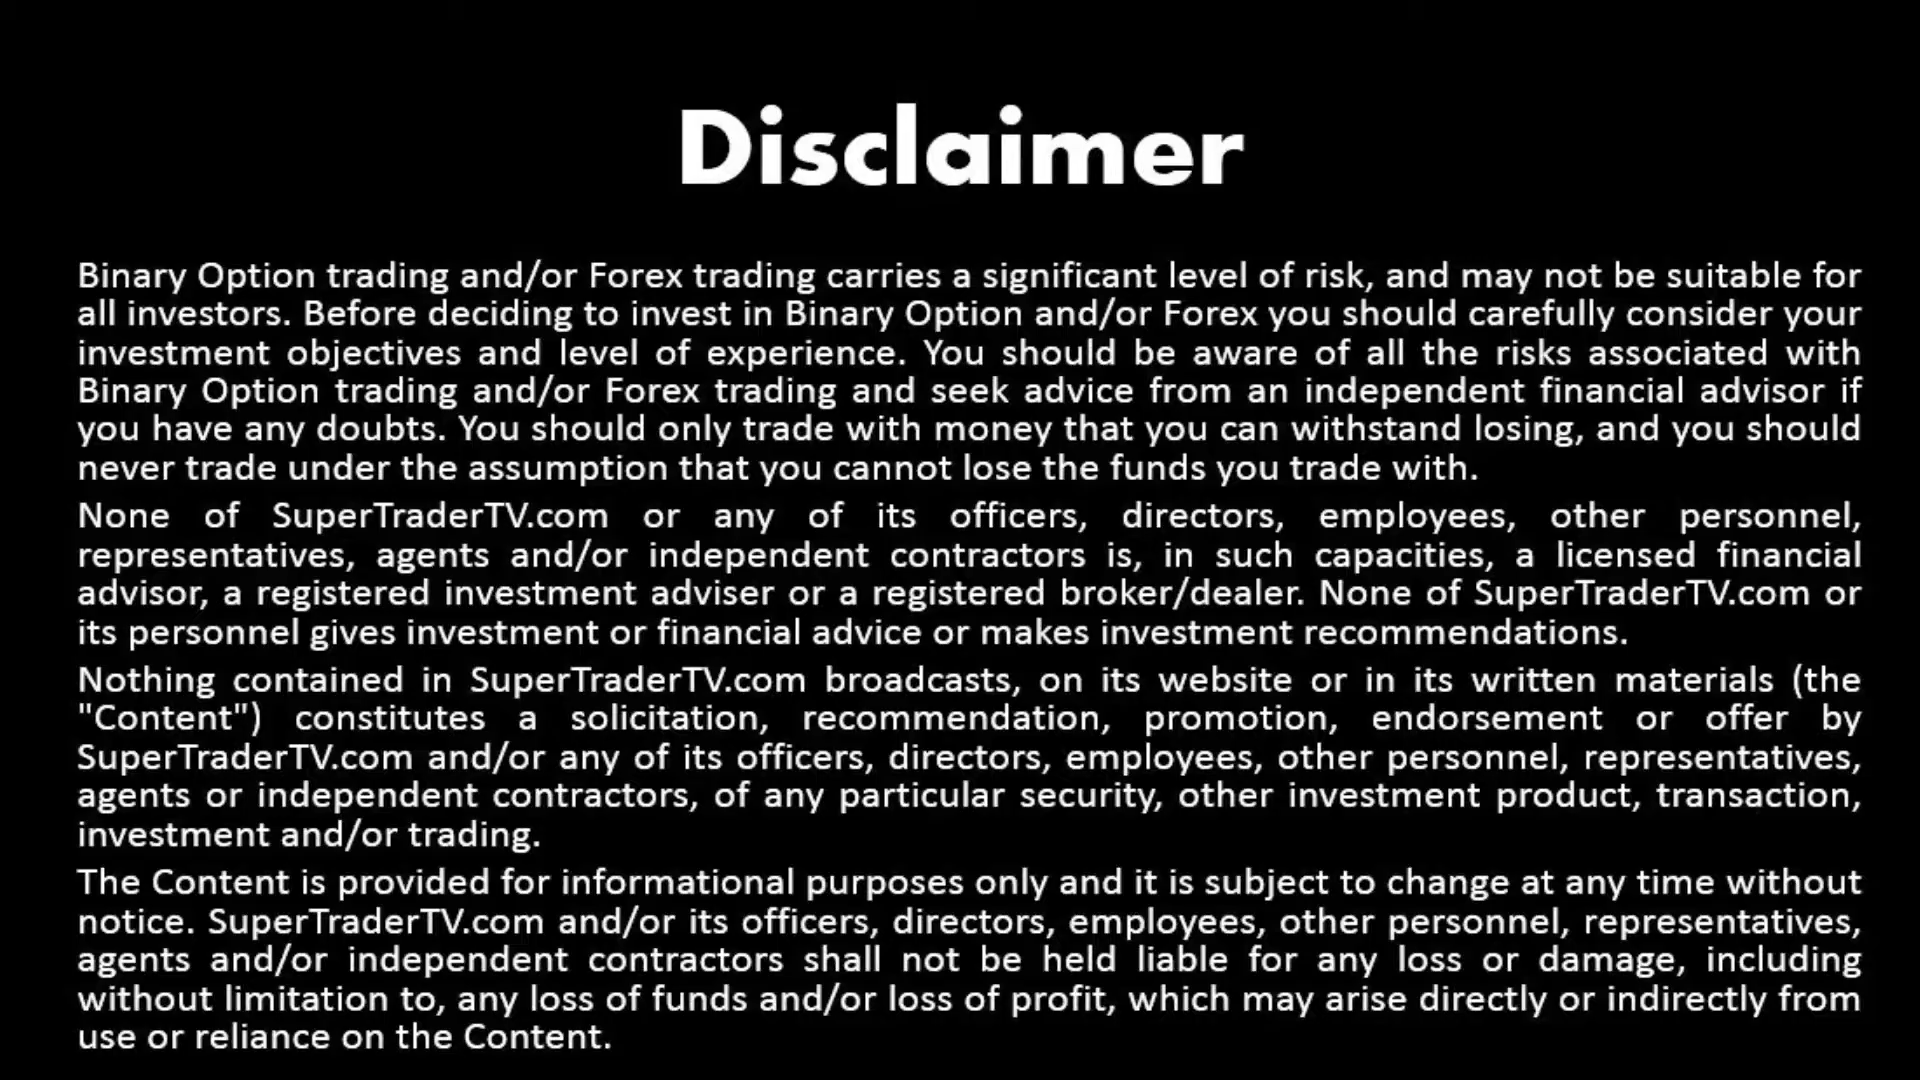 Disclaimer
Binary Option trading and/or Forex trading carries a significant level of risk, and may not be suitable for
all investors. Before deciding to invest in Binary Option and/or Forex you should carefully consider your
investment objectives and level of experience. You should be aware of all the risks associated with
Binary Option trading and/or Forex trading and seek advice from an independent financial advisor if
you have any doubts. You should only trade with money that you can withstand losing, and you should
never trade under the assumption that you cannot lose the funds you trade with.
None of SuperTraderTV.com or any of its officers, directors, employees, other personnel,
representatives, agents and/or independent contractors is, in such capacities, a licensed financial
advisor, a registered investment adviser or a registered broker/dealer. None of SuperTraderTV.com or
its personnel gives investment or financial advice or makes investment recommendations.
Nothing contained in SuperTraderTV.com broadcasts, on its website or in its written materials (the
"Content") constitutes a solicitation, recommendation, promotion, endorsement or offer by
SuperTraderTV.com and/or any of its officers, directors, employees, other personnel, representatives,
agents or independent contractors, of any particular security, other investment product, transaction,
investment and/or trading.
The Content is provided for informational purposes only and it is subject to change at any time without
notice. SuperTraderTV.com and/or its officers, directors, employees, other personnel, representatives,
agents and/or independent contractors shall not be held liable for any loss or damage, including
without limitation to, any loss of funds and/or loss of profit, which may arise directly or indirectly from
use or reliance on the Content.